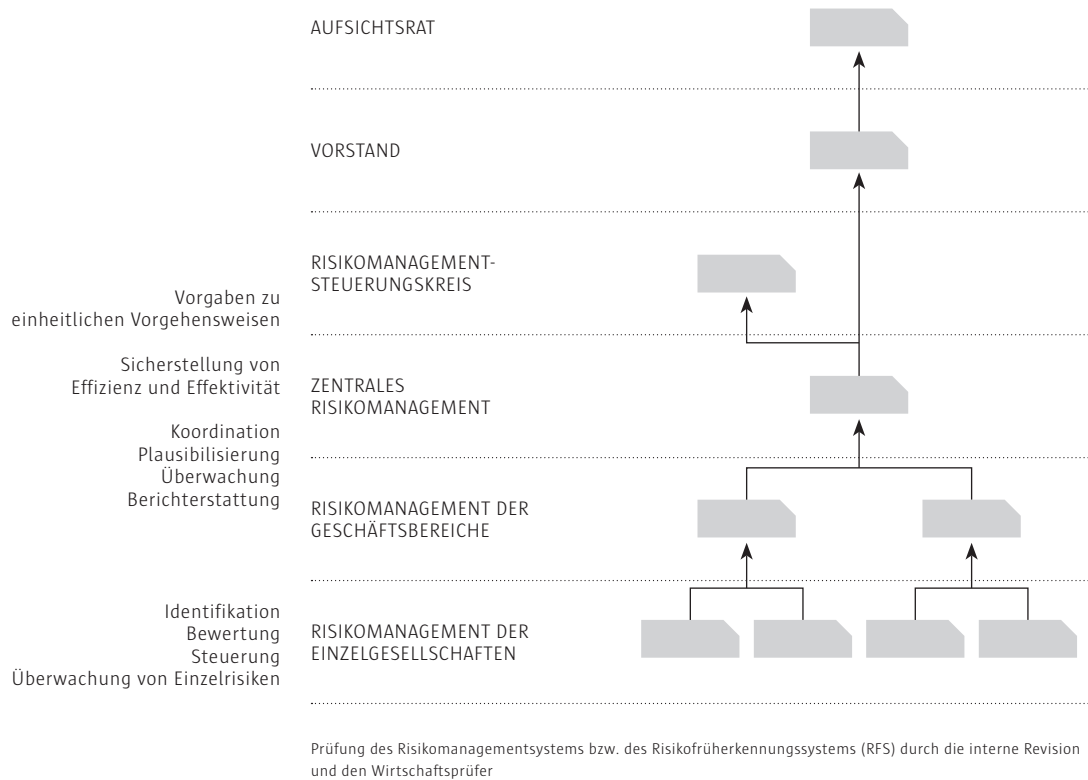 AUFSICHTSRAT
VORSTAND
RISIKOMANAGEMENT-
STEUERUNGSKREIS
Vorgaben zu
einheitlichen Vorgehensweisen
Sicherstellung von
Effizienz und Effektivität
ZENTRALES
RISIKOMANAGEMENT
Koordination
Plausibilisierung
Überwachung
Berichterstattung
RISIKOMANAGEMENT DER
GESCHÄFTSBEREICHE
Identifikation
Bewertung
Steuerung
Überwachung von Einzelrisiken
RISIKOMANAGEMENT DER
EINZELGESELLSCHAFTEN
Prüfung des Risikomanagementsystems bzw. des Risikofrüherkennungssystems (RFS) durch die interne Revision
und den Wirtschaftsprüfer